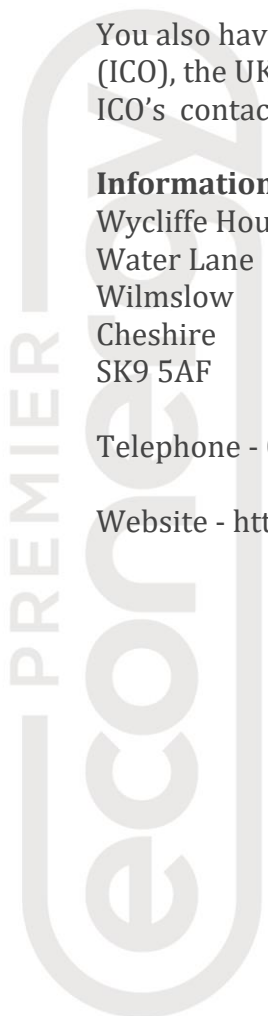 You also hav
(ICO), the UK
ICO's contac
Information
Wycliffe Hou
Water Lane
Wilmslow
Cheshire
SK9 5AF
Telephone - 
Website - htt
PREMIER
econergy